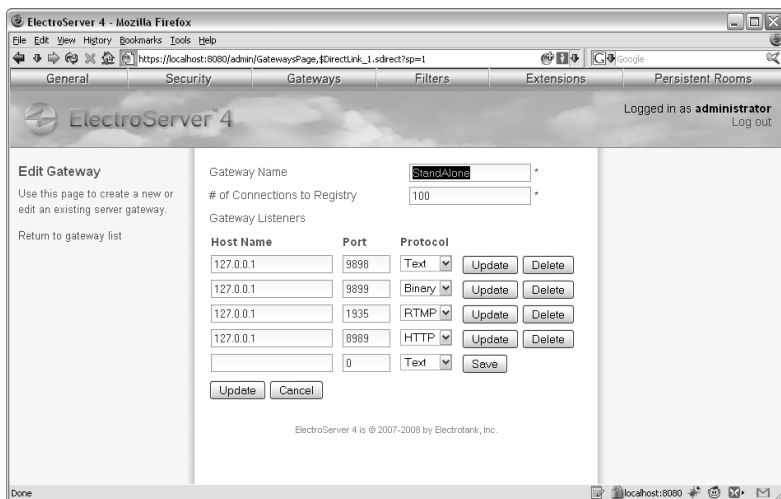 ElectroServer 4 - Mozilla Firefox
File Edit View History Bookmarks Tools Help
https://localhost:8080/admin/GatewaysPage,$DirectLink_1.sdirect?sp=1
Google
General Security Gateways Filters Extensions Persistent Rooms
ElectroServer 4
Logged in as administrator
Log out
Edit Gateway
Use this page to create a new or
edit an existing server gateway.
Return to gateway list
Gateway Name StandAlone *
# of Connections to Registry 100 *
Gateway Listeners
Host Name Port Protocol
127.0.0.1 9898 Text Update Delete
127.0.0.1 9899 Binary Update Delete
127.0.0.1 1935 RTMP Update Delete
127.0.0.1 8989 HTTP Update Delete
0 Text Save
Update Cancel
ElectroServer 4 is © 2007-2008 by Electrotank, Inc.
Done localhost:8080